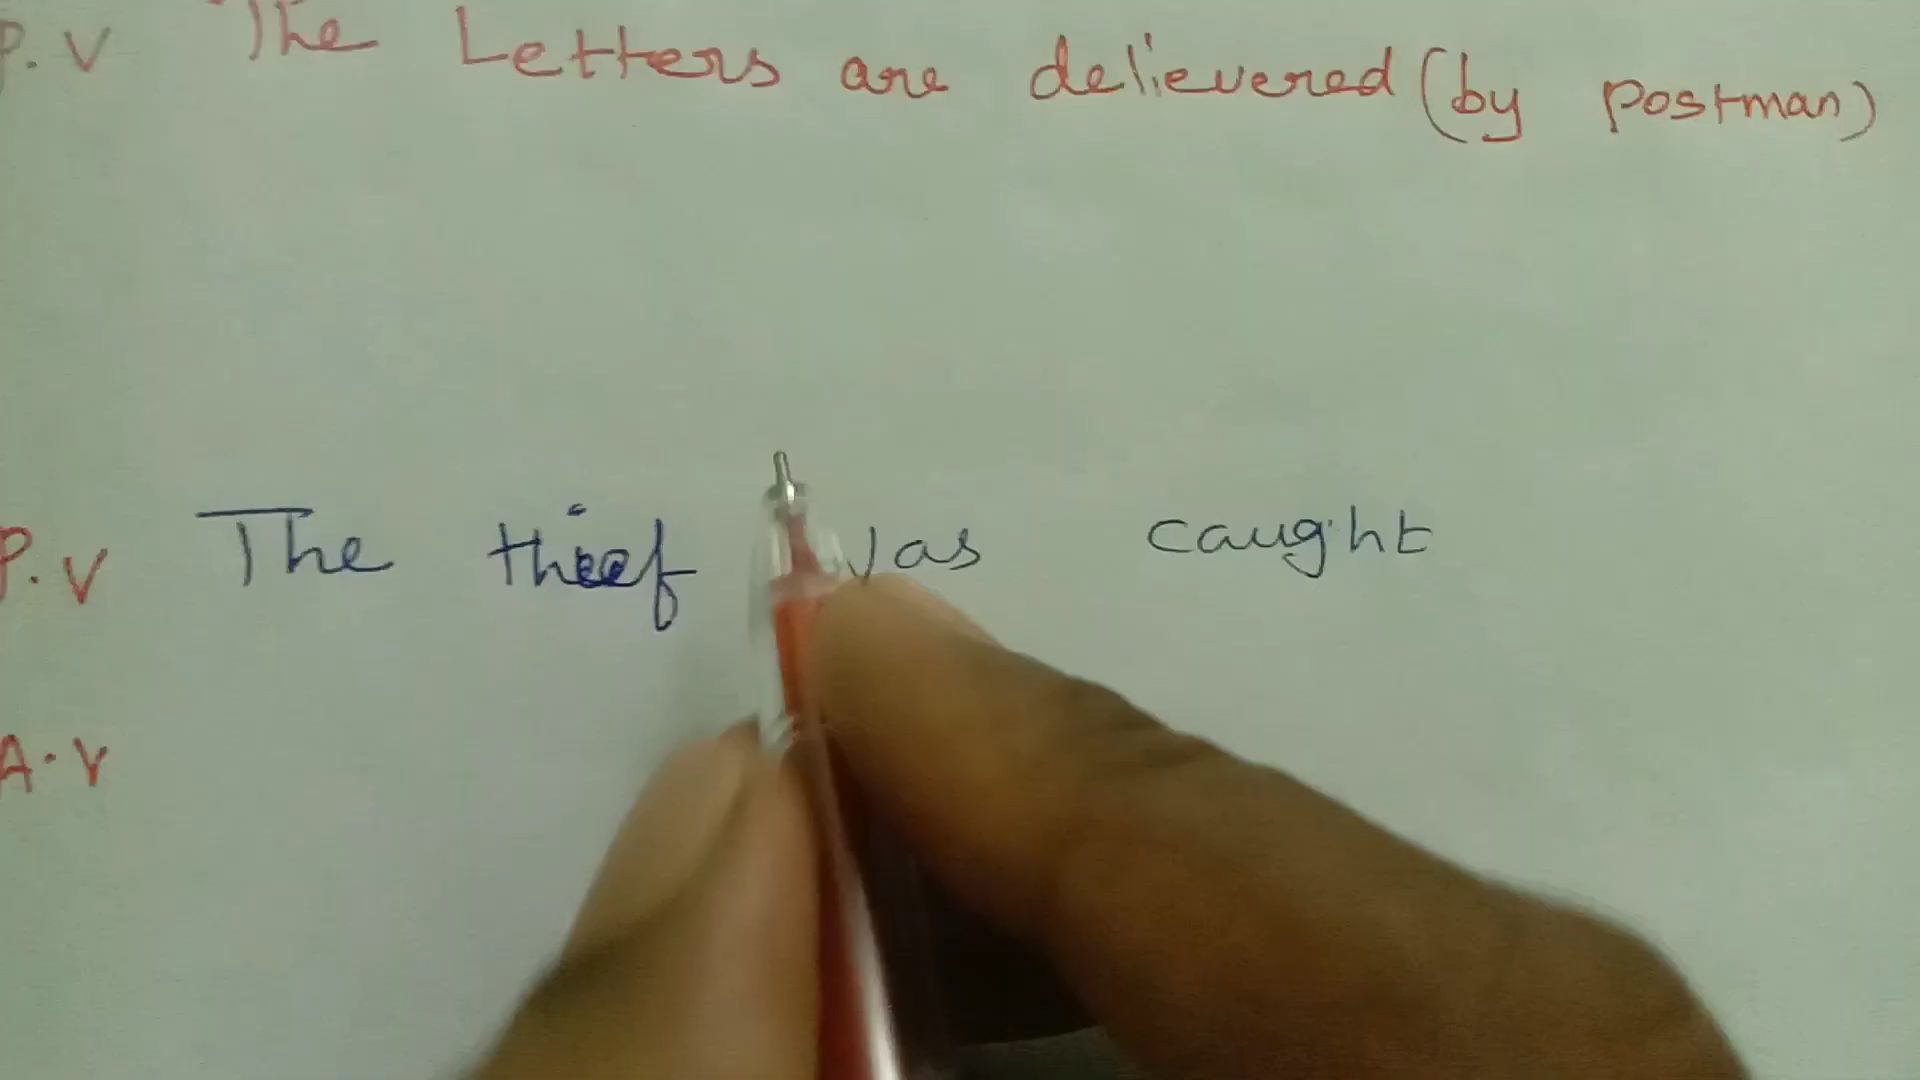 P.V The Letters are delievered (by postman)
P.V The thief was caught
A.V